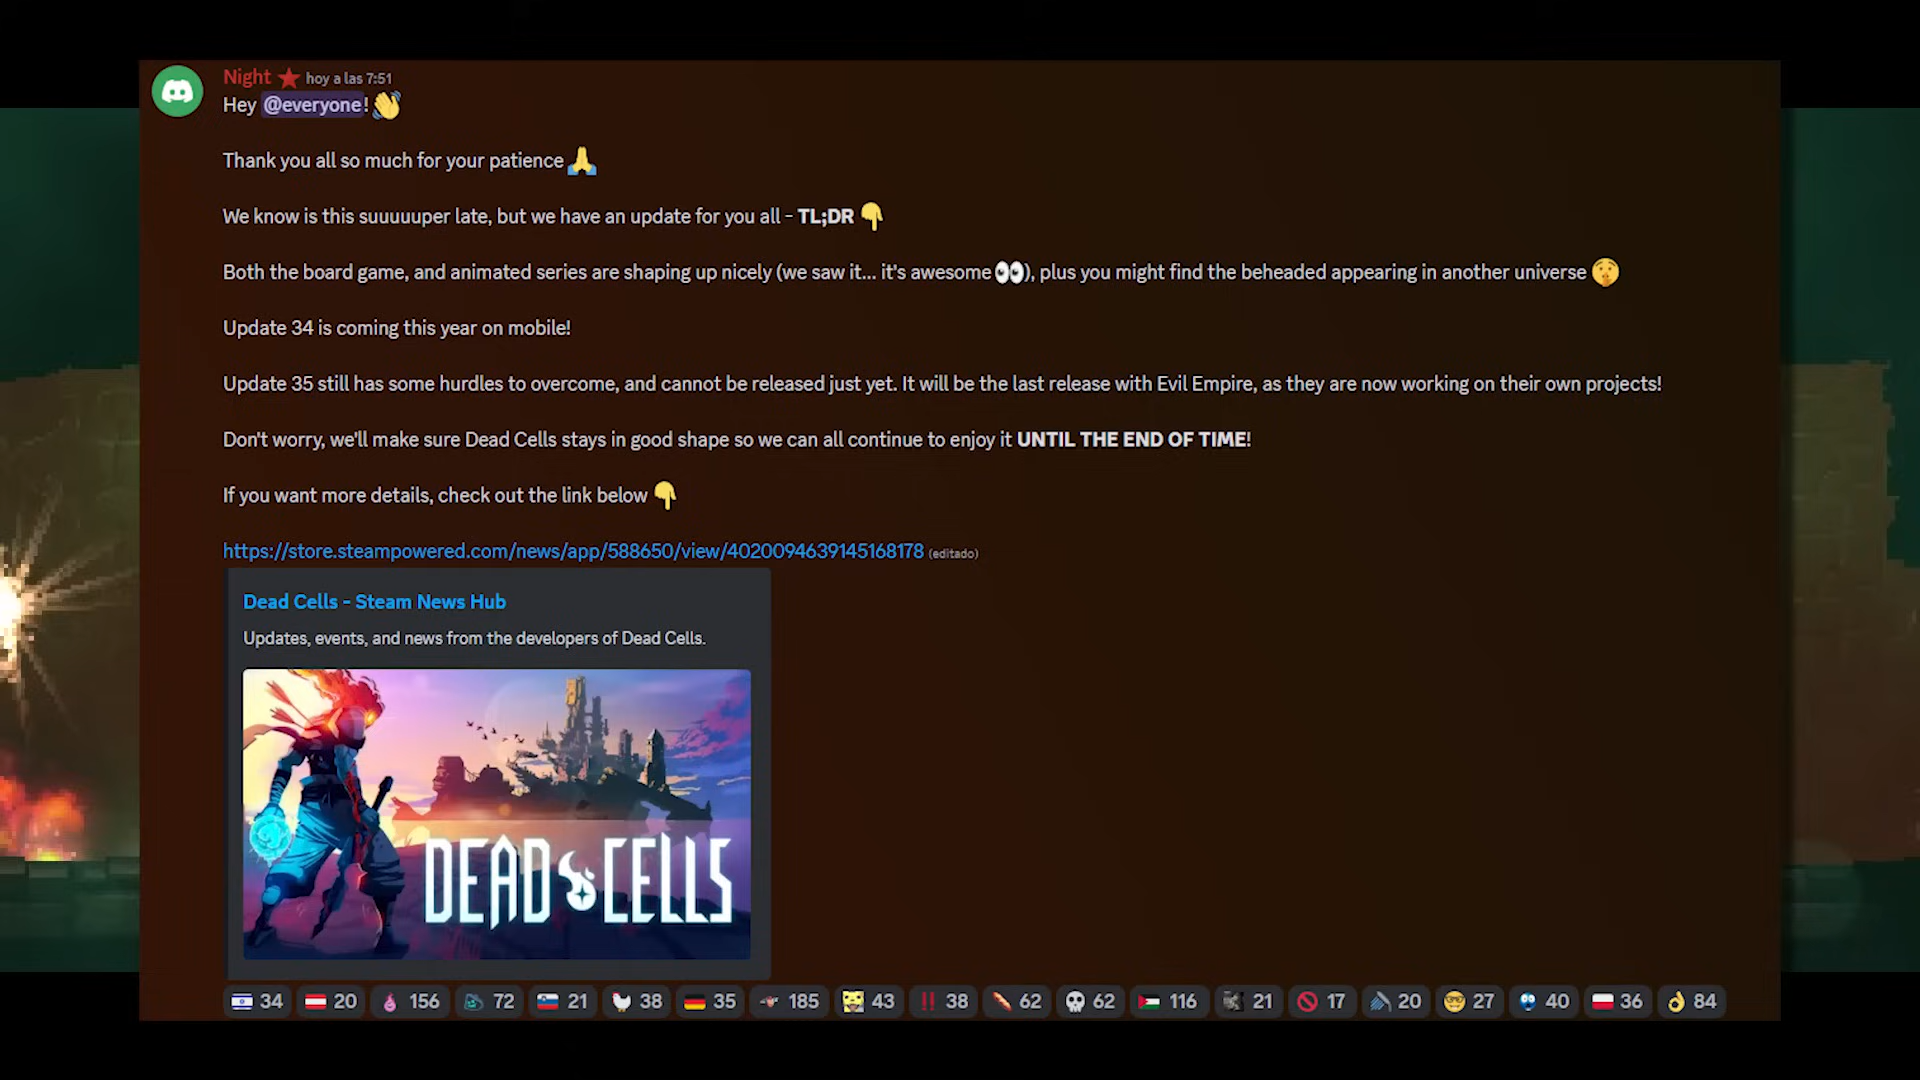 Night hoy a las 7:51
Hey @everyone! 👋
Thank you all so much for your patience 🙏
We know is this suuuuuper late, but we have an update for you all - TL;DR 👇
Both the board game, and animated series are shaping up nicely (we saw it... it's awesome 👀), plus you might find the beheaded appearing in another universe 🤫
Update 34 is coming this year on mobile!
Update 35 still has some hurdles to overcome, and cannot be released just yet. It will be the last release with Evil Empire, as they are now working on their own projects!
Don't worry, we'll make sure Dead Cells stays in good shape so we can all continue to enjoy it UNTIL THE END OF TIME!
If you want more details, check out the link below 👇
https://store.steampowered.com/news/app/588650/view/4020094639145168178 (editado)
Dead Cells - Steam News Hub
Updates, events, and news from the developers of Dead Cells.
DEAD CELLS
34 20 156 72 21 38 35 185 43 38 62 62 116 21 17 20 27 40 36 84